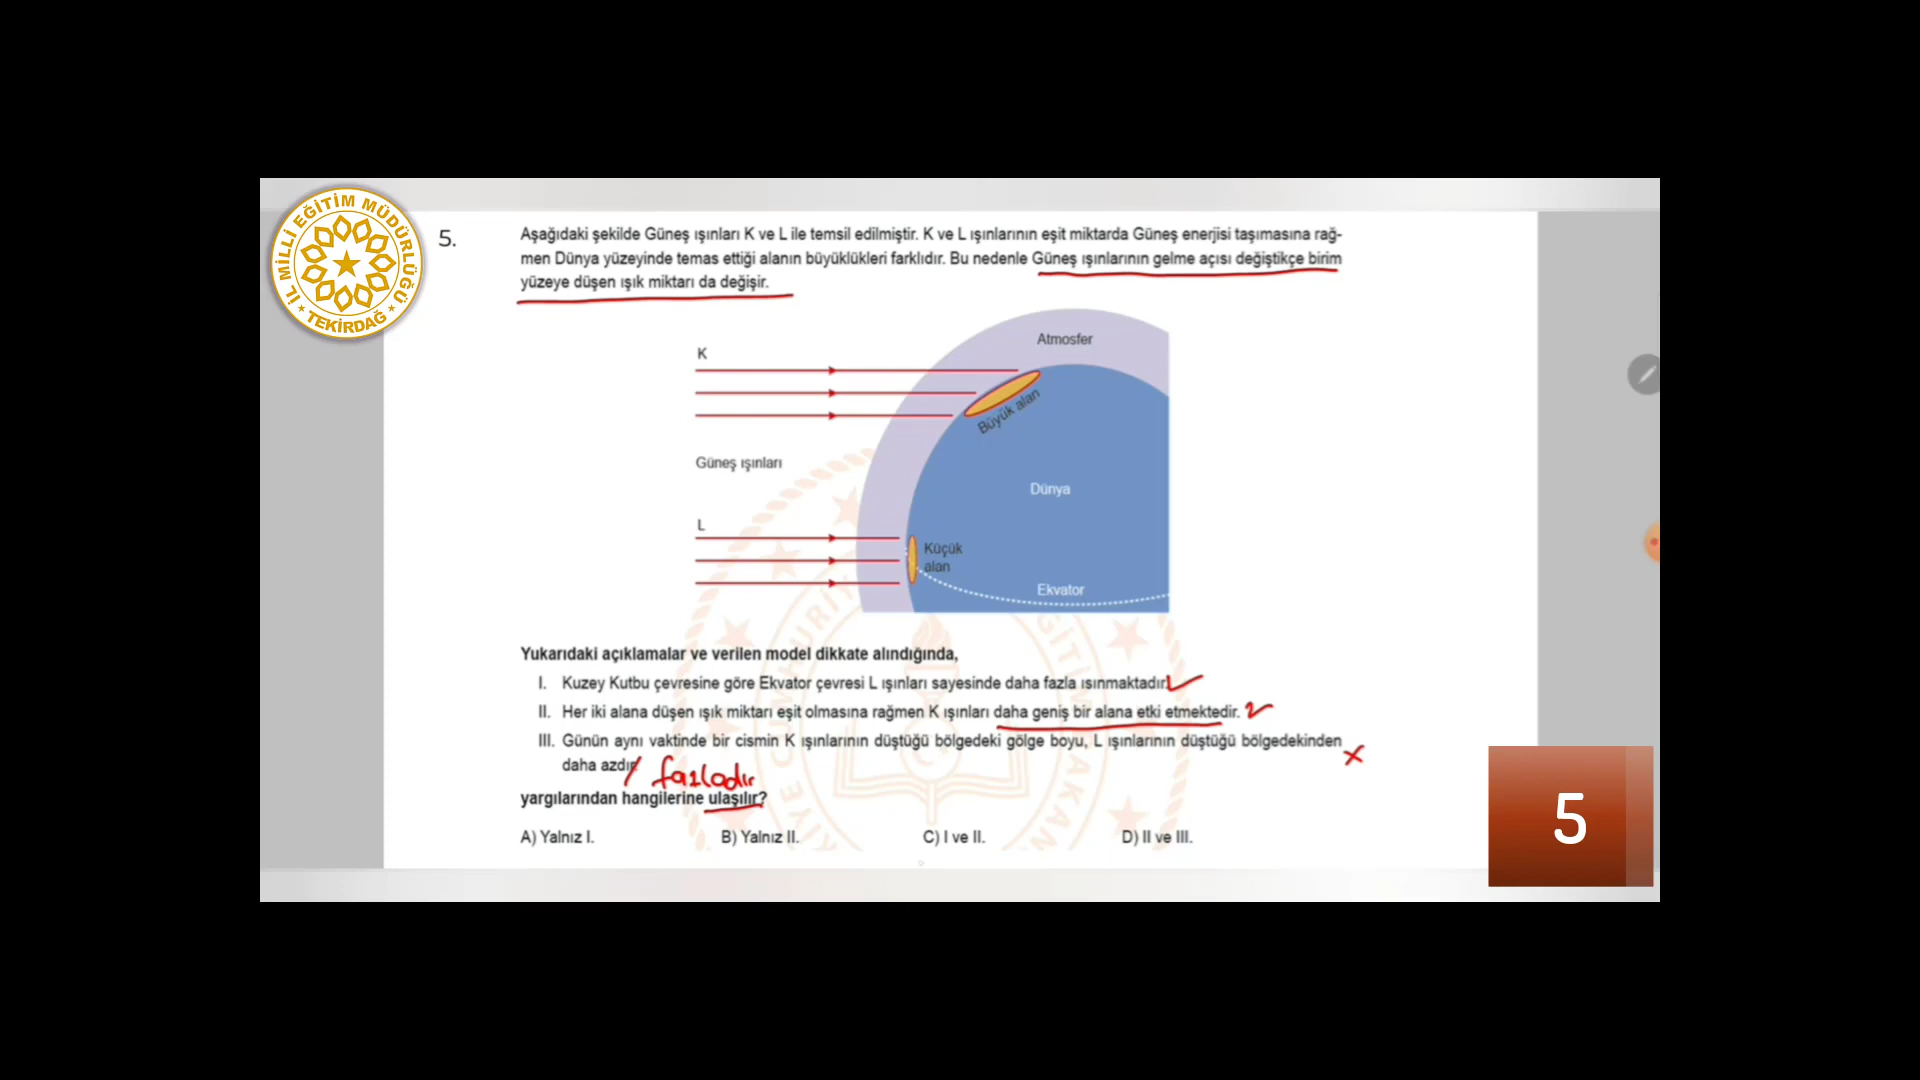 İL MİLLİ EĞİTİM MÜDÜRLÜĞÜ
TEKİRDAĞ
5.
Aşağıdaki şekilde Güneş ışınları K ve L ile temsil edilmiştir. K ve L ışınlarının eşit miktarda Güneş enerjisi taşımasına rağ-
men Dünya yüzeyinde temas ettiği alanın büyüklükleri farklıdır. Bu nedenle Güneş ışınlarının gelme açısı değiştikçe birim
yüzeye düşen ışık miktarı da değişir.
Atmosfer
K
Büyük alan
Güneş ışınları
Dünya
L
Küçük
alan
Ekvator
Yukarıdaki açıklamalar ve verilen model dikkate alındığında,
I. Kuzey Kutbu çevresine göre Ekvator çevresi L ışınları sayesinde daha fazla ısınmaktadır.
II. Her iki alana düşen ışık miktarı eşit olmasına rağmen K ışınları daha geniş bir alana etki etmektedir.
III. Günün aynı vaktinde bir cismin K ışınlarının düştüğü bölgedeki gölge boyu, L ışınlarının düştüğü bölgedekinden
daha azdır. fazladır
yargılarından hangilerine ulaşılır?
A) Yalnız I. B) Yalnız II. C) I ve II. D) II ve III.
5